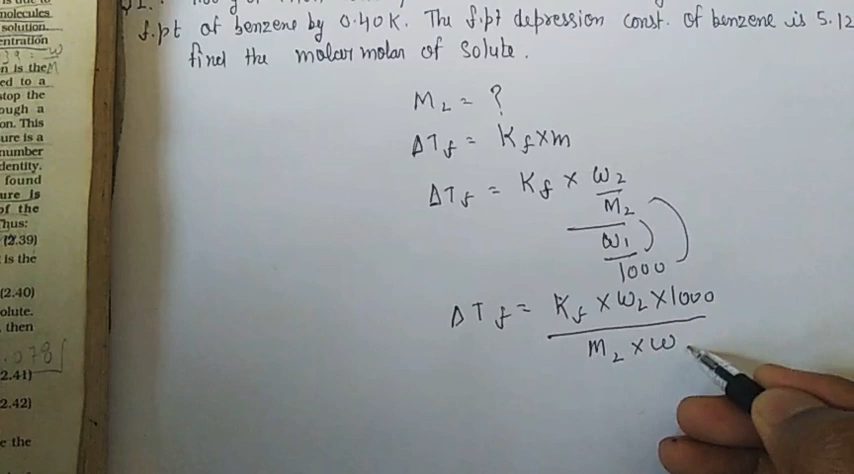 molecules
solution.
entration
n is the
ed to a
stop the
ough a
on. This
ure is a
number
dentity.
found
ure is
of the
Thus:
(2.39)
is the
(2.40)
olute.
then
2.41)
2.42)
e the
f.pt of benzene by 0.40K. The f.pt depression const. of benzene is 5.12
find the molar molar of solute.
M₂ = ?
ΔTf = Kf × m
ΔTf = Kf × w₂
M₂
w₁
1000
ΔTf = Kf × w₂ × 1000
M₂ × w